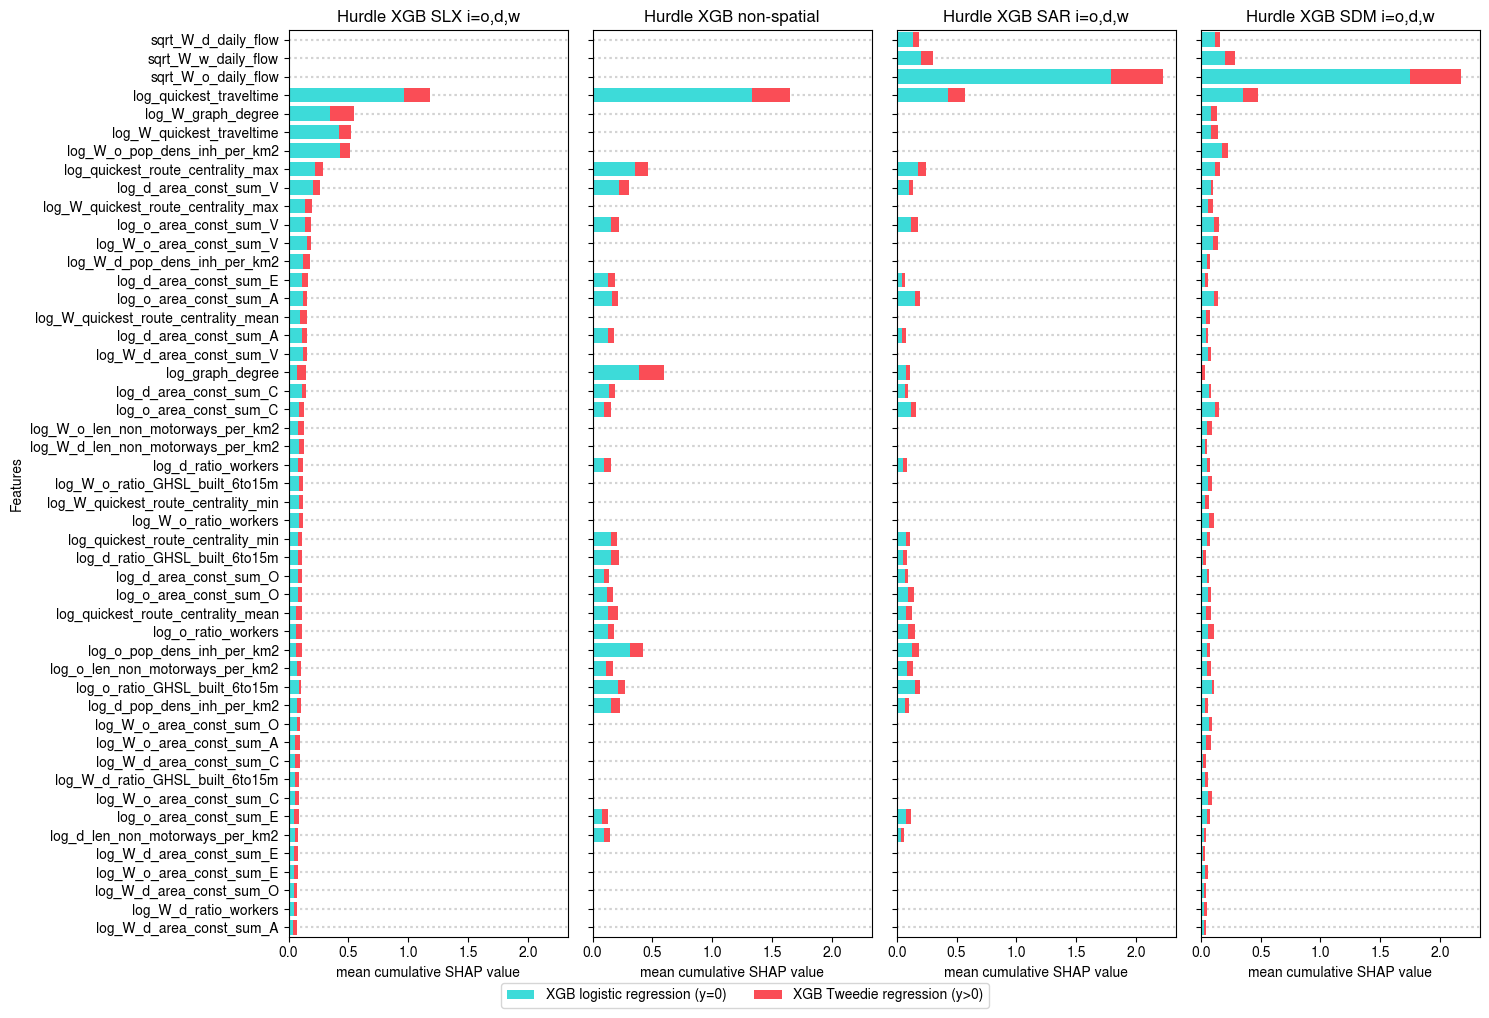 Hurdle XGB SLX i=o,d,w
Hurdle XGB non-spatial
Hurdle XGB SAR i=o,d,w
Hurdle XGB SDM i=o,d,w
Features
sqrt_W_d_daily_flow
sqrt_W_w_daily_flow
sqrt_W_o_daily_flow
log_quickest_traveltime
log_W_graph_degree
log_W_quickest_traveltime
log_W_o_pop_dens_inh_per_km2
log_quickest_route_centrality_max
log_d_area_const_sum_V
log_W_quickest_route_centrality_max
log_o_area_const_sum_V
log_W_o_area_const_sum_V
log_W_d_pop_dens_inh_per_km2
log_d_area_const_sum_E
log_o_area_const_sum_A
log_W_quickest_route_centrality_mean
log_d_area_const_sum_A
log_W_d_area_const_sum_V
log_graph_degree
log_d_area_const_sum_C
log_o_area_const_sum_C
log_W_o_len_non_motorways_per_km2
log_W_d_len_non_motorways_per_km2
log_d_ratio_workers
log_W_o_ratio_GHSL_built_6to15m
log_W_quickest_route_centrality_min
log_W_o_ratio_workers
log_quickest_route_centrality_min
log_d_ratio_GHSL_built_6to15m
log_d_area_const_sum_O
log_o_area_const_sum_O
log_quickest_route_centrality_mean
log_o_ratio_workers
log_o_pop_dens_inh_per_km2
log_o_len_non_motorways_per_km2
log_o_ratio_GHSL_built_6to15m
log_d_pop_dens_inh_per_km2
log_W_o_area_const_sum_O
log_W_o_area_const_sum_A
log_W_d_area_const_sum_C
log_W_d_ratio_GHSL_built_6to15m
log_W_o_area_const_sum_C
log_o_area_const_sum_E
log_d_len_non_motorways_per_km2
log_W_d_area_const_sum_E
log_W_o_area_const_sum_E
log_W_d_area_const_sum_O
log_W_d_ratio_workers
log_W_d_area_const_sum_A
0.0 0.5 1.0 1.5 2.0
0.0 0.5 1.0 1.5 2.0
0.0 0.5 1.0 1.5 2.0
0.0 0.5 1.0 1.5 2.0
mean cumulative SHAP value
mean cumulative SHAP value
mean cumulative SHAP value
mean cumulative SHAP value
XGB logistic regression (y=0)
XGB Tweedie regression (y>0)